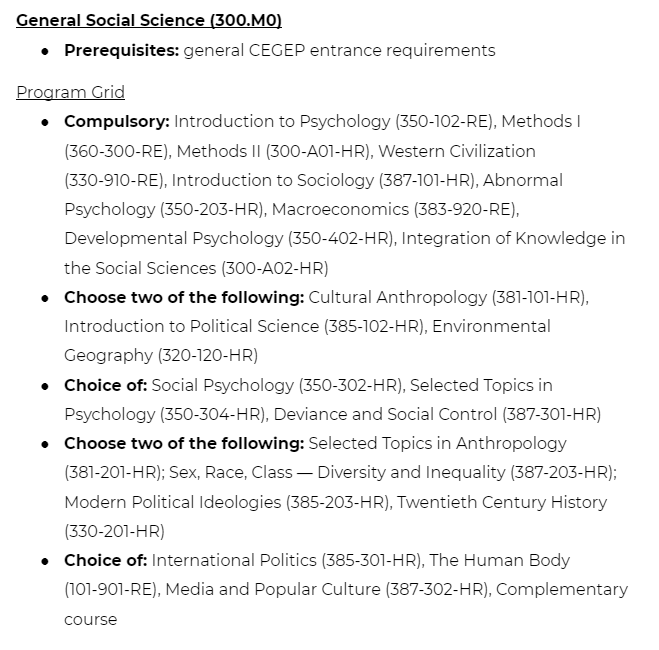 General Social Science (300.M0)
● Prerequisites: general CEGEP entrance requirements
Program Grid
● Compulsory: Introduction to Psychology (350-102-RE), Methods I
(360-300-RE), Methods II (300-A01-HR), Western Civilization
(330-910-RE), Introduction to Sociology (387-101-HR), Abnormal
Psychology (350-203-HR), Macroeconomics (383-920-RE),
Developmental Psychology (350-402-HR), Integration of Knowledge in
the Social Sciences (300-A02-HR)
● Choose two of the following: Cultural Anthropology (381-101-HR),
Introduction to Political Science (385-102-HR), Environmental
Geography (320-120-HR)
● Choice of: Social Psychology (350-302-HR), Selected Topics in
Psychology (350-304-HR), Deviance and Social Control (387-301-HR)
● Choose two of the following: Selected Topics in Anthropology
(381-201-HR); Sex, Race, Class — Diversity and Inequality (387-203-HR);
Modern Political Ideologies (385-203-HR), Twentieth Century History
(330-201-HR)
● Choice of: International Politics (385-301-HR), The Human Body
(101-901-RE), Media and Popular Culture (387-302-HR), Complementary
course